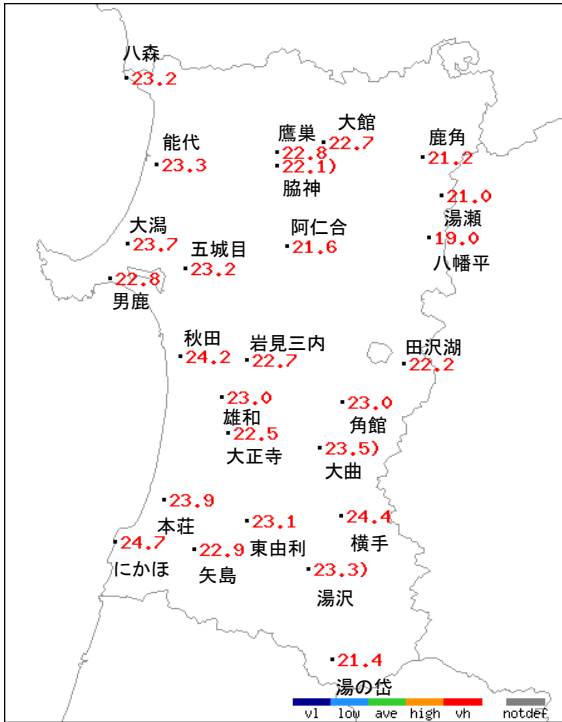 八森
23.2
能代
23.3
鷹巣
22.8
大館
22.7
22.1)
脇神
鹿角
21.2
21.0
湯瀬
19.0
八幡平
大潟
23.7
五城目
23.2
阿仁合
21.6
22.8
男鹿
秋田
24.2
岩見三内
22.7
田沢湖
22.2
23.0
雄和
22.5
大正寺
23.0
角館
23.5)
大曲
23.9
本荘
23.1
東由利
24.4
横手
24.7
にかほ
22.9
矢島
23.3)
湯沢
21.4
湯の岱
vl low ave high vh notdef